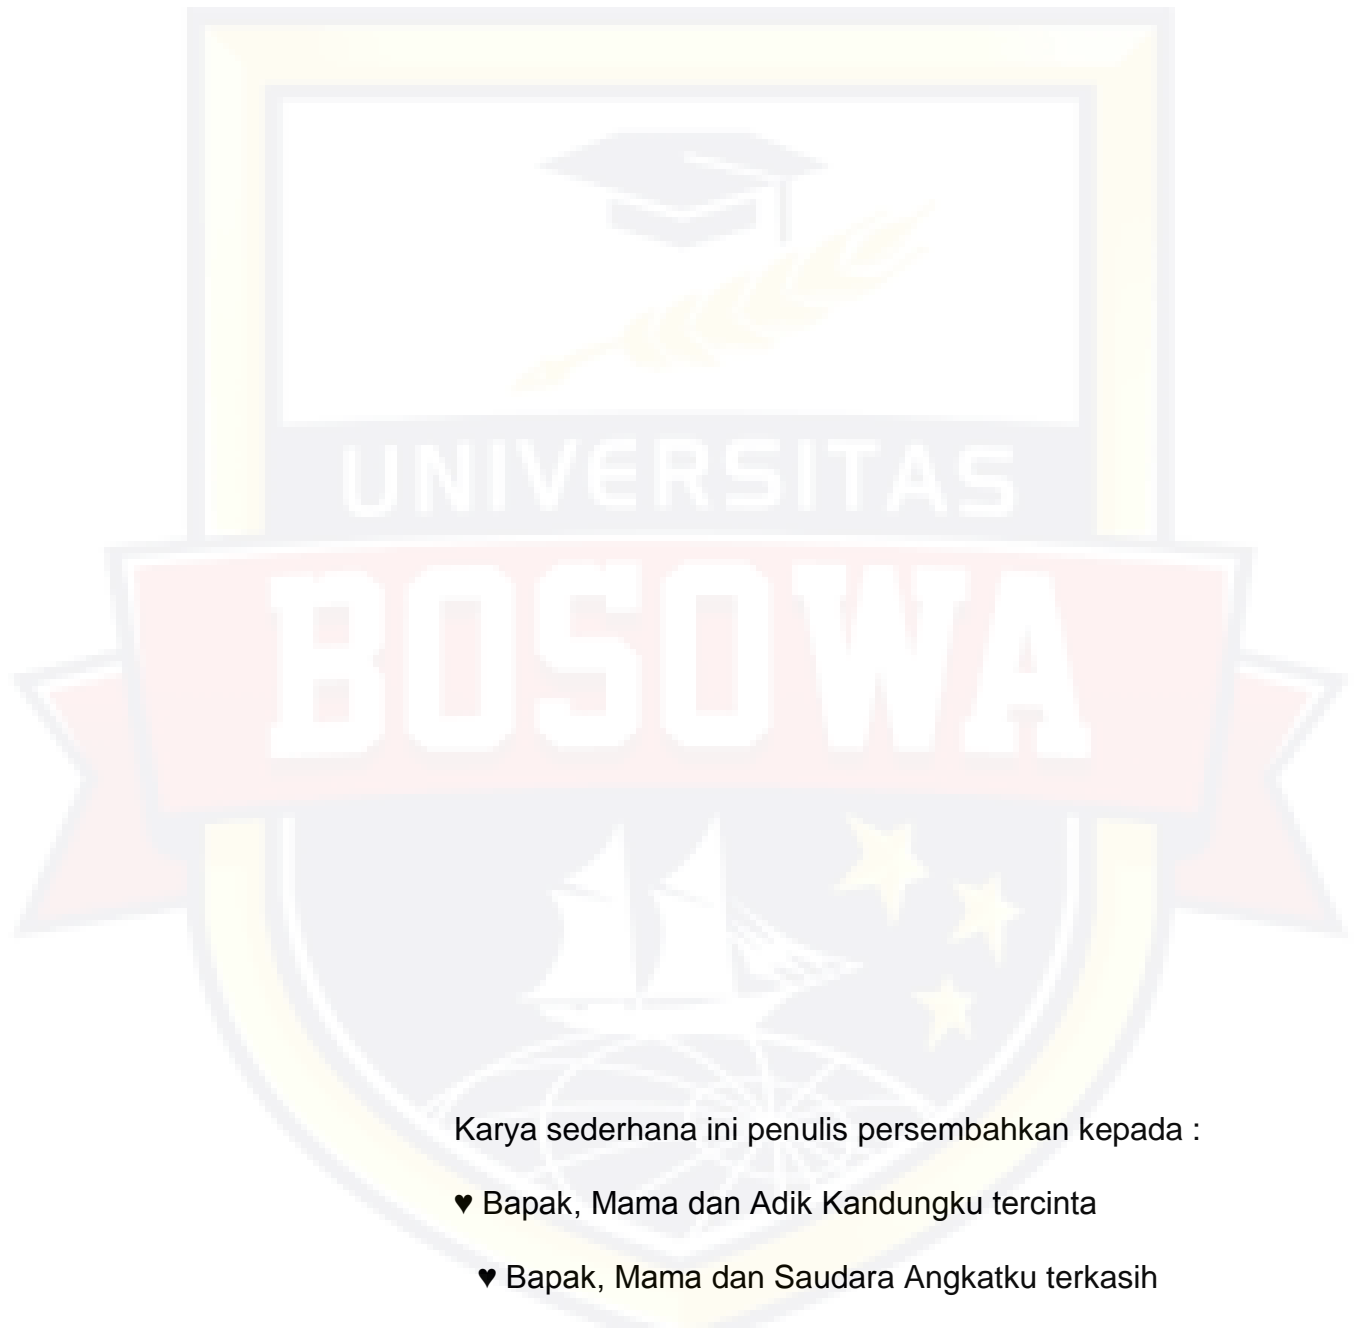 UNIVERSITAS
BOSOWA
Karya sederhana ini penulis persembahkan kepada :
♥ Bapak, Mama dan Adik Kandungku tercinta
♥ Bapak, Mama dan Saudara Angkatku terkasih